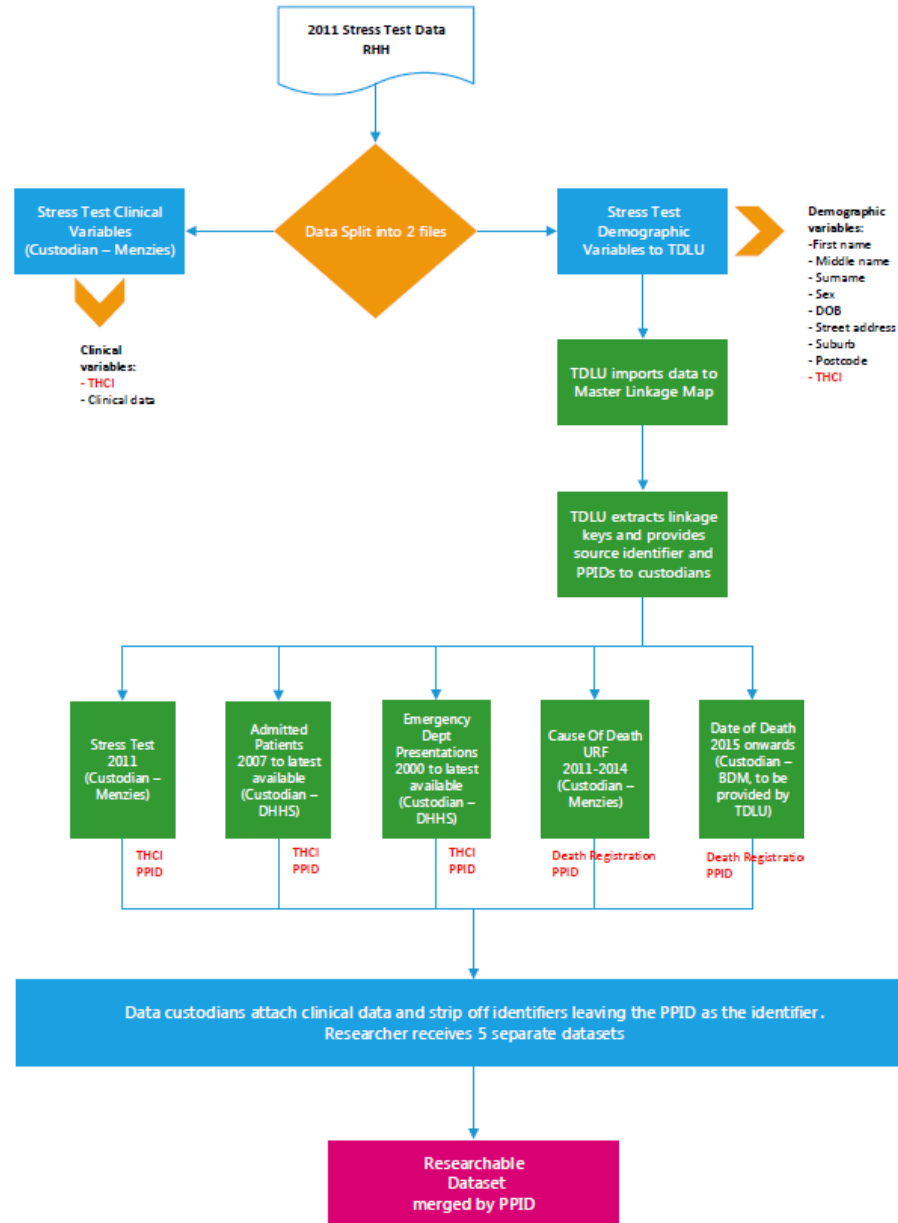 2011 Stress Test Data
RHH
Stress Test Clinical
Variables
(Custodian – Menzies)
Data Split into 2 files
Stress Test
Demographic
Variables to TDLU
Demographic
variables:
-First name
- Middle name
- Surname
- Sex
- DOB
- Street address
- Suburb
- Postcode
- THCI
Clinical
variables:
- THCI
- Clinical data
TDLU imports data to
Master Linkage Map
TDLU extracts linkage
keys and provides
source identifier and
PPIDs to custodians
Stress Test
2011
(Custodian –
Menzies)
Admitted
Patients
2007 to latest
available
(Custodian –
DHHS)
Emergency
Dept
Presentations
2000 to latest
available
(Custodian –
DHHS)
Cause Of Death
URF
2011-2014
(Custodian –
Menzies)
Date of Death
2015 onwards
(Custodian –
BDM, to be
provided by
TDLU)
THCI
PPID
THCI
PPID
THCI
PPID
Death Registration
PPID
Death Registration
PPID
Data custodians attach clinical data and strip off identifiers leaving the PPID as the identifier.
Researcher receives 5 separate datasets
Researchable
Dataset
merged by PPID